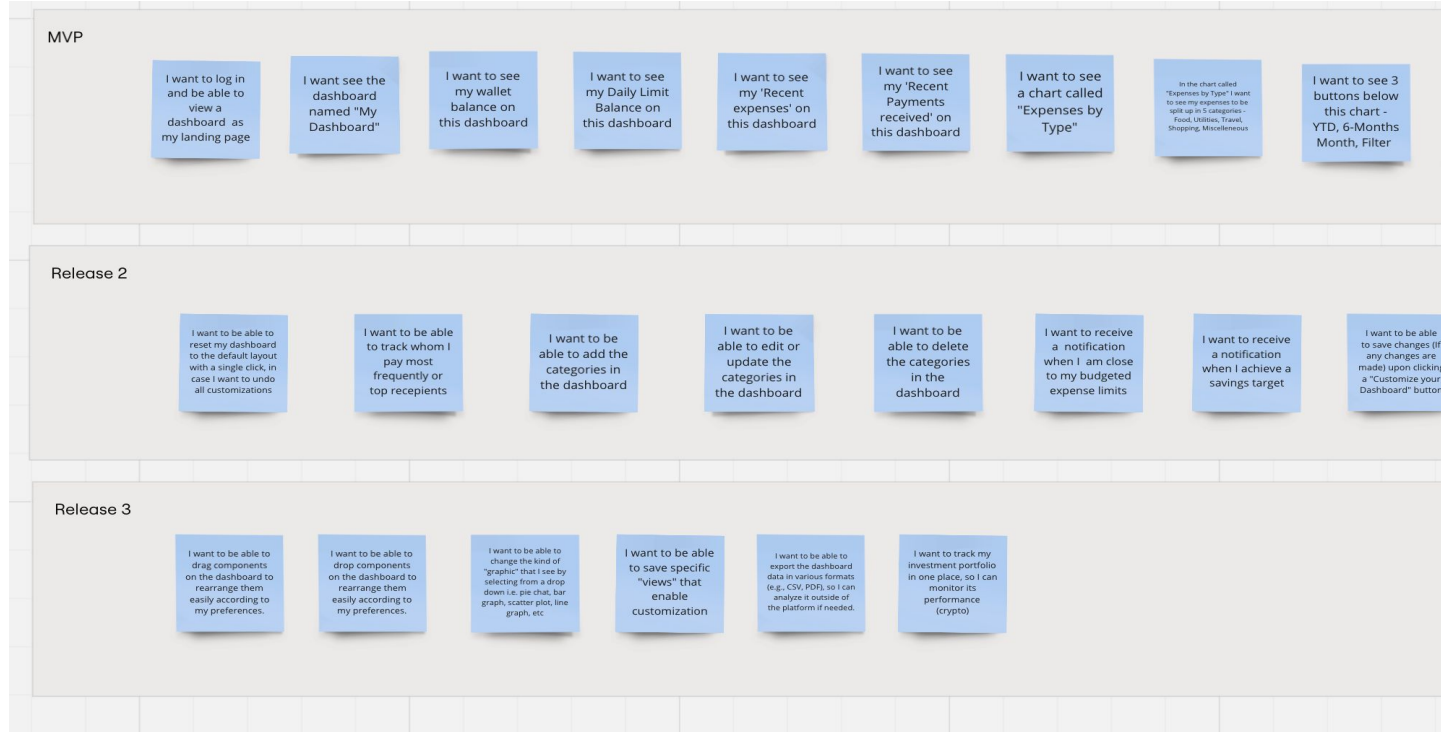 MVP
I want to log in
and be able to
view a
dashboard as
my landing page
I want see the
dashboard
named "My
Dashboard"
I want to see
my wallet
balance on
this dashboard
I want to see
my Daily Limit
Balance on
this dashboard
I want to see
my 'Recent
expenses' on
this dashboard
I want to see
my 'Recent
Payments
received' on
this dashboard
I want to see
a chart called
"Expenses by
Type"
In the chart called
"Expenses by Type" I want
to see my expenses to be
split up in 5 categories -
Food, Utilities, Travel,
Shopping, Miscelleneous
I want to see 3
buttons below
this chart -
YTD, 6-Months
Month, Filter
Release 2
I want to be able to
reset my dashboard
to the default layout
with a single click, in
case I want to undo
all customizations
I want to be able
to track whom I
pay most
frequently or
top recepients
I want to be
able to add the
categories in
the dashboard
I want to be
able to edit or
update the
categories in
the dashboard
I want to be
able to delete
the categories
in the
dashboard
I want to receive
a notification
when I am close
to my budgeted
expense limits
I want to receive
a notification
when I achieve a
savings target
I want to be able
to save changes (If
any changes are
made) upon clicking
a "Customize your
Dashboard" button
Release 3
I want to be able to
drag components
on the dashboard to
rearrange them
easily according to
my preferences.
I want to be able to
drop components
on the dashboard to
rearrange them
easily according to
my preferences.
I want to be able to
change the kind of
"graphic" that I see by
selecting from a drop
down i.e. pie chat, bar
graph, scatter plot, line
graph, etc
I want to be able
to save specific
"views" that
enable
customization
I want to be able to
export the dashboard
data in various formats
(e.g., CSV, PDF), so I can
analyze it outside of
the platform if needed.
I want to track my
investment portfolio
in one place, so I can
monitor its
performance
(crypto)